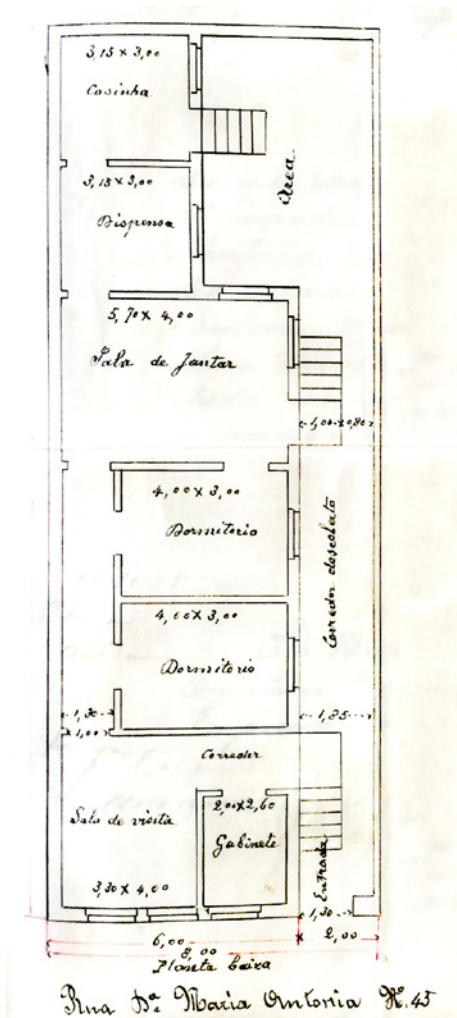 3,15 × 3,00
Cosinha
Area
3,15 × 3,00
Dispensa
5,70 × 4,00
Sala de Jantar
1,00 × 0,80
4,00 × 3,00
Dormitorio
Corredor descoberto
4,00 × 3,00
Dormitorio
1,30
1,00
1,85
Corredor
2,00 × 2,60
Sala de visita
Gabinete
3,30 × 4,00
Entrada
1,30
6,00
2,00
8,00
Planta baixa
Rua Dª Maria Antonia Nº 45